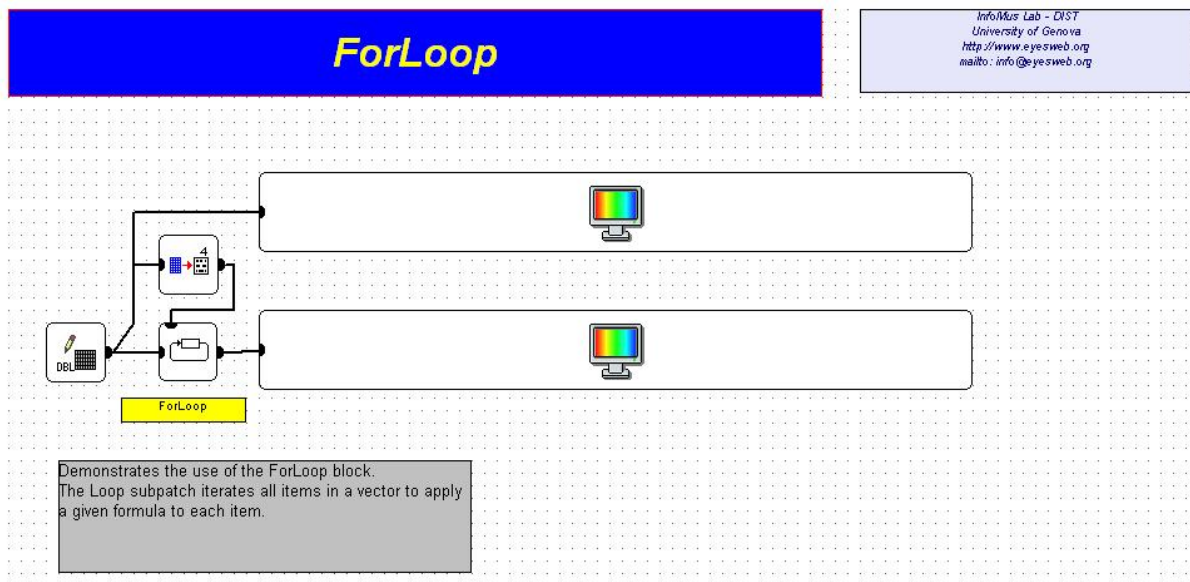 ForLoop
InfoMus Lab - DIST
University of Genova
http://www.eyesweb.org
mailto: info@eyesweb.org
4
DBL
ForLoop
Demonstrates the use of the ForLoop block.
The Loop subpatch iterates all items in a vector to apply
a given formula to each item.